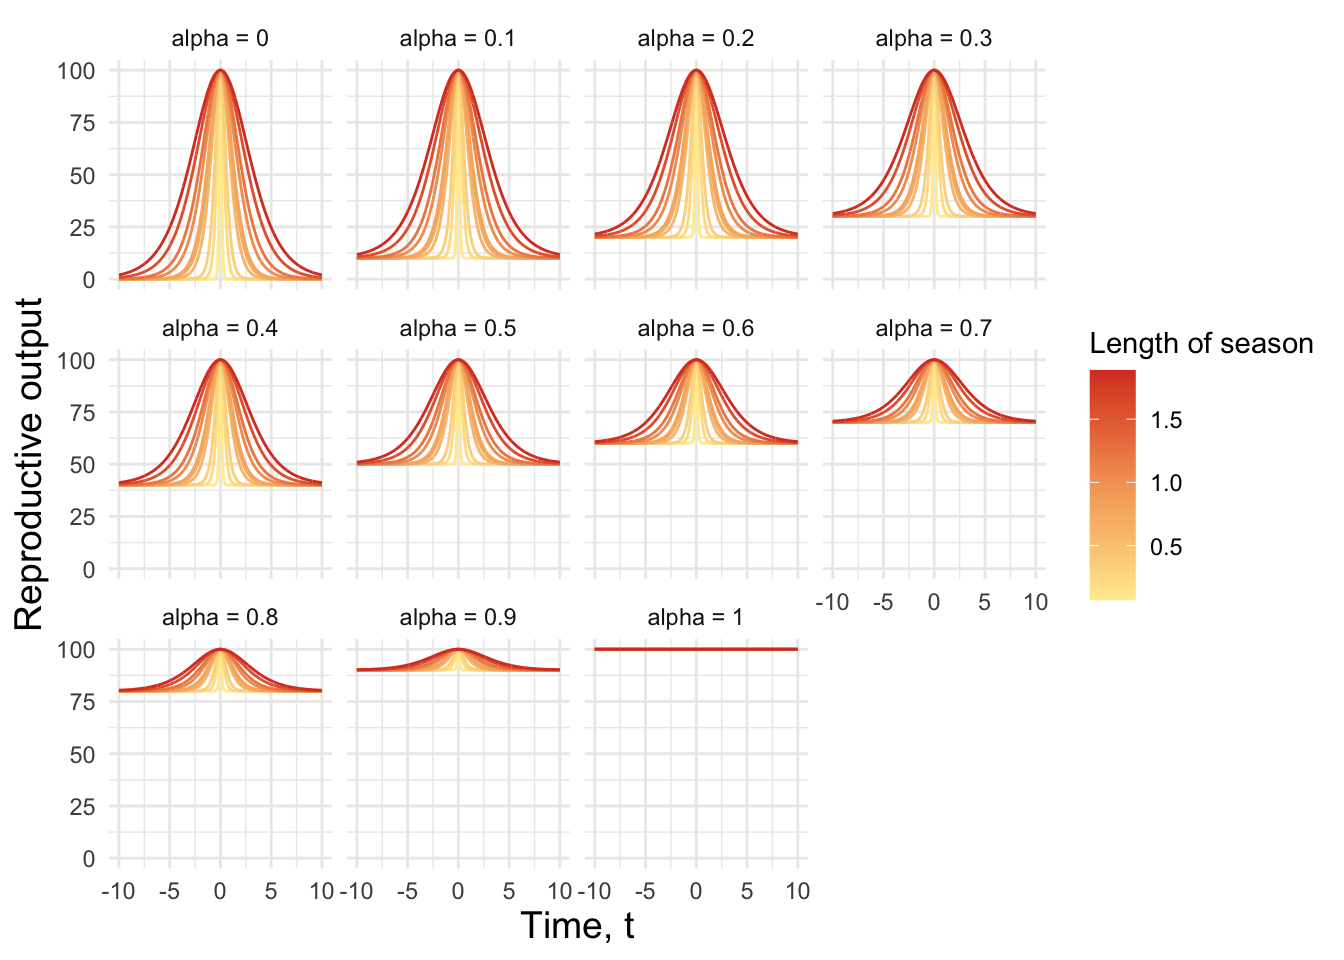 alpha = 0 alpha = 0.1 alpha = 0.2 alpha = 0.3
100
75
50
25
0
alpha = 0.4 alpha = 0.5 alpha = 0.6 alpha = 0.7
100
75
50
25
0
-10 -5 0 5 10
alpha = 0.8 alpha = 0.9 alpha = 1
100
75
50
25
0
-10 -5 0 5 10 -10 -5 0 5 10 -10 -5 0 5 10
Time, t
Reproductive output
Length of season
1.5
1.0
0.5